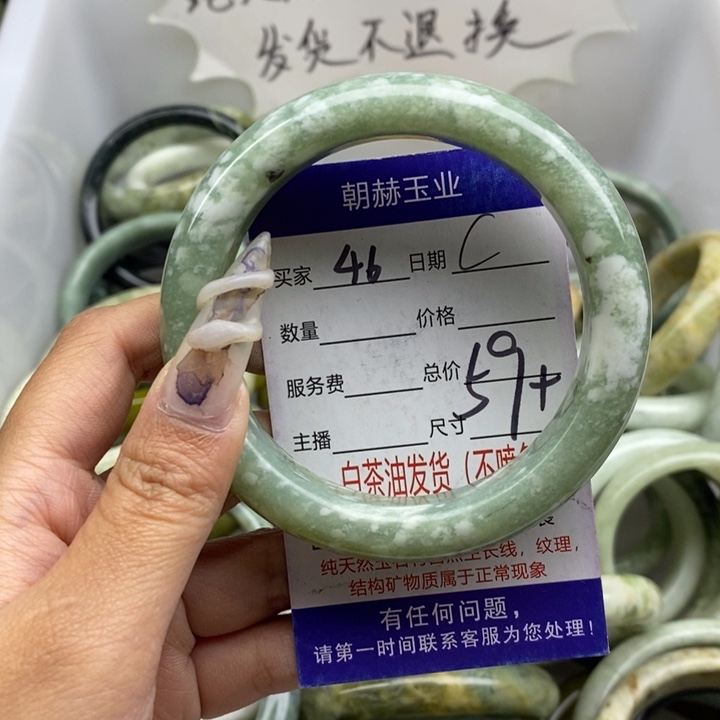 发货不退换
朝赫玉业
买家 46 日期 C
数量 价格
服务费 总价 59+
主播 尺寸
白茶油发货（不喷
纯天然玉石有自然生长线，纹理，
结构矿物质属于正常现象
有任何问题，
请第一时间联系客服为您处理！